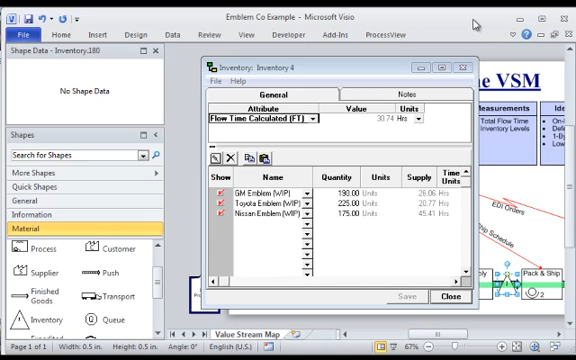 Emblem Co Example - Microsoft Visio
File Home Insert Design Data Process Review View Developer Add-Ins ProcessView
Shape Data - Inventory.180
No Shape Data
Shapes
Search for Shapes
More Shapes
Quick Shapes
General
Information
Material
Process Customer
Supplier Push
Finished Goods Transport
Inventory Queue
Inventory: Inventory 4
File Help
General Notes
Attribute Value Units
Flow Time Calculated (FT) 30.74 Hrs
Show Name Quantity Units Supply Time Units
GM Emblem (WIP) 190.00 Units 26.06 Hrs
Toyota Emblem (WIP) 225.00 Units 20.77 Hrs
Nissan Emblem (WIP) 175.00 Units 45.41 Hrs
Save Close
VSM
Total Flow Time
Inventory Levels
EDI Orders
Ship Schedule
Pack & Ship
2
Value Stream Map
Page 1 of 1 Width: 0.5 in. Height: 0.5 in. Angle: 0° English (U.S.) 67%